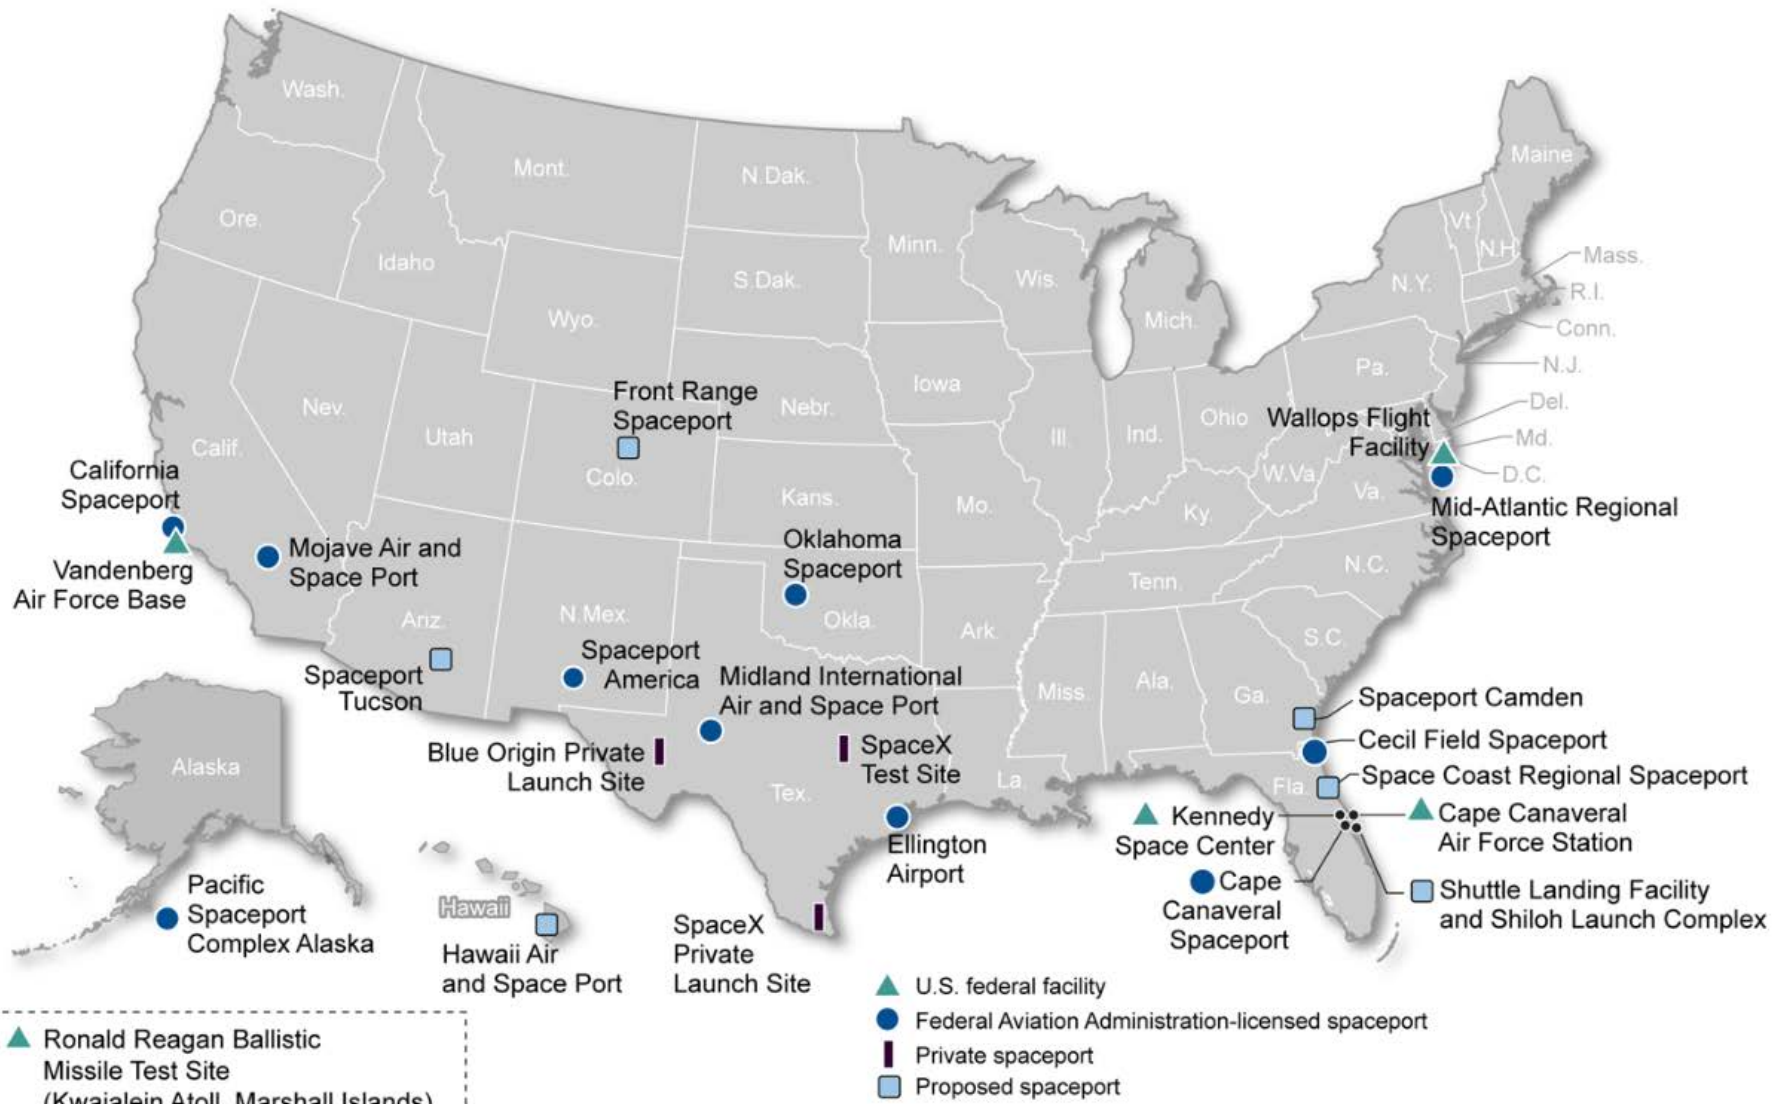 Wash.
Mont.
N.Dak.
Minn.
Maine
Ore.
Idaho
S.Dak.
Wis.
Mich.
Vt
N.H.
N.Y.
Mass.
R.I.
Conn.
Wyo.
Iowa
Pa.
N.J.
Nev.
Utah
Front Range
Spaceport
Colo.
Nebr.
Ill.
Ind.
Ohio
Del.
Md.
D.C.
Calif.
Kans.
Mo.
W.Va.
Va.
Ky.
Wallops Flight
Facility
Mid-Atlantic Regional
Spaceport
California
Spaceport
Vandenberg
Air Force Base
Mojave Air and
Space Port
Oklahoma
Spaceport
Okla.
Tenn.
N.C.
Ariz.
N.Mex.
Ark.
S.C.
Spaceport
Tucson
Spaceport
America
Midland International
Air and Space Port
Miss.
Ala.
Ga.
Spaceport Camden
Cecil Field Spaceport
Space Coast Regional Spaceport
Blue Origin Private
Launch Site
SpaceX
Test Site
Tex.
La.
Fla.
Alaska
Ellington
Airport
Kennedy
Space Center
Cape Canaveral
Air Force Station
Cape
Canaveral
Spaceport
Shuttle Landing Facility
and Shiloh Launch Complex
Pacific
Spaceport
Complex Alaska
Hawaii
Hawaii Air
and Space Port
SpaceX
Private
Launch Site
U.S. federal facility
Federal Aviation Administration-licensed spaceport
Private spaceport
Proposed spaceport
Ronald Reagan Ballistic
Missile Test Site
(Kwajalein Atoll, Marshall Islands)